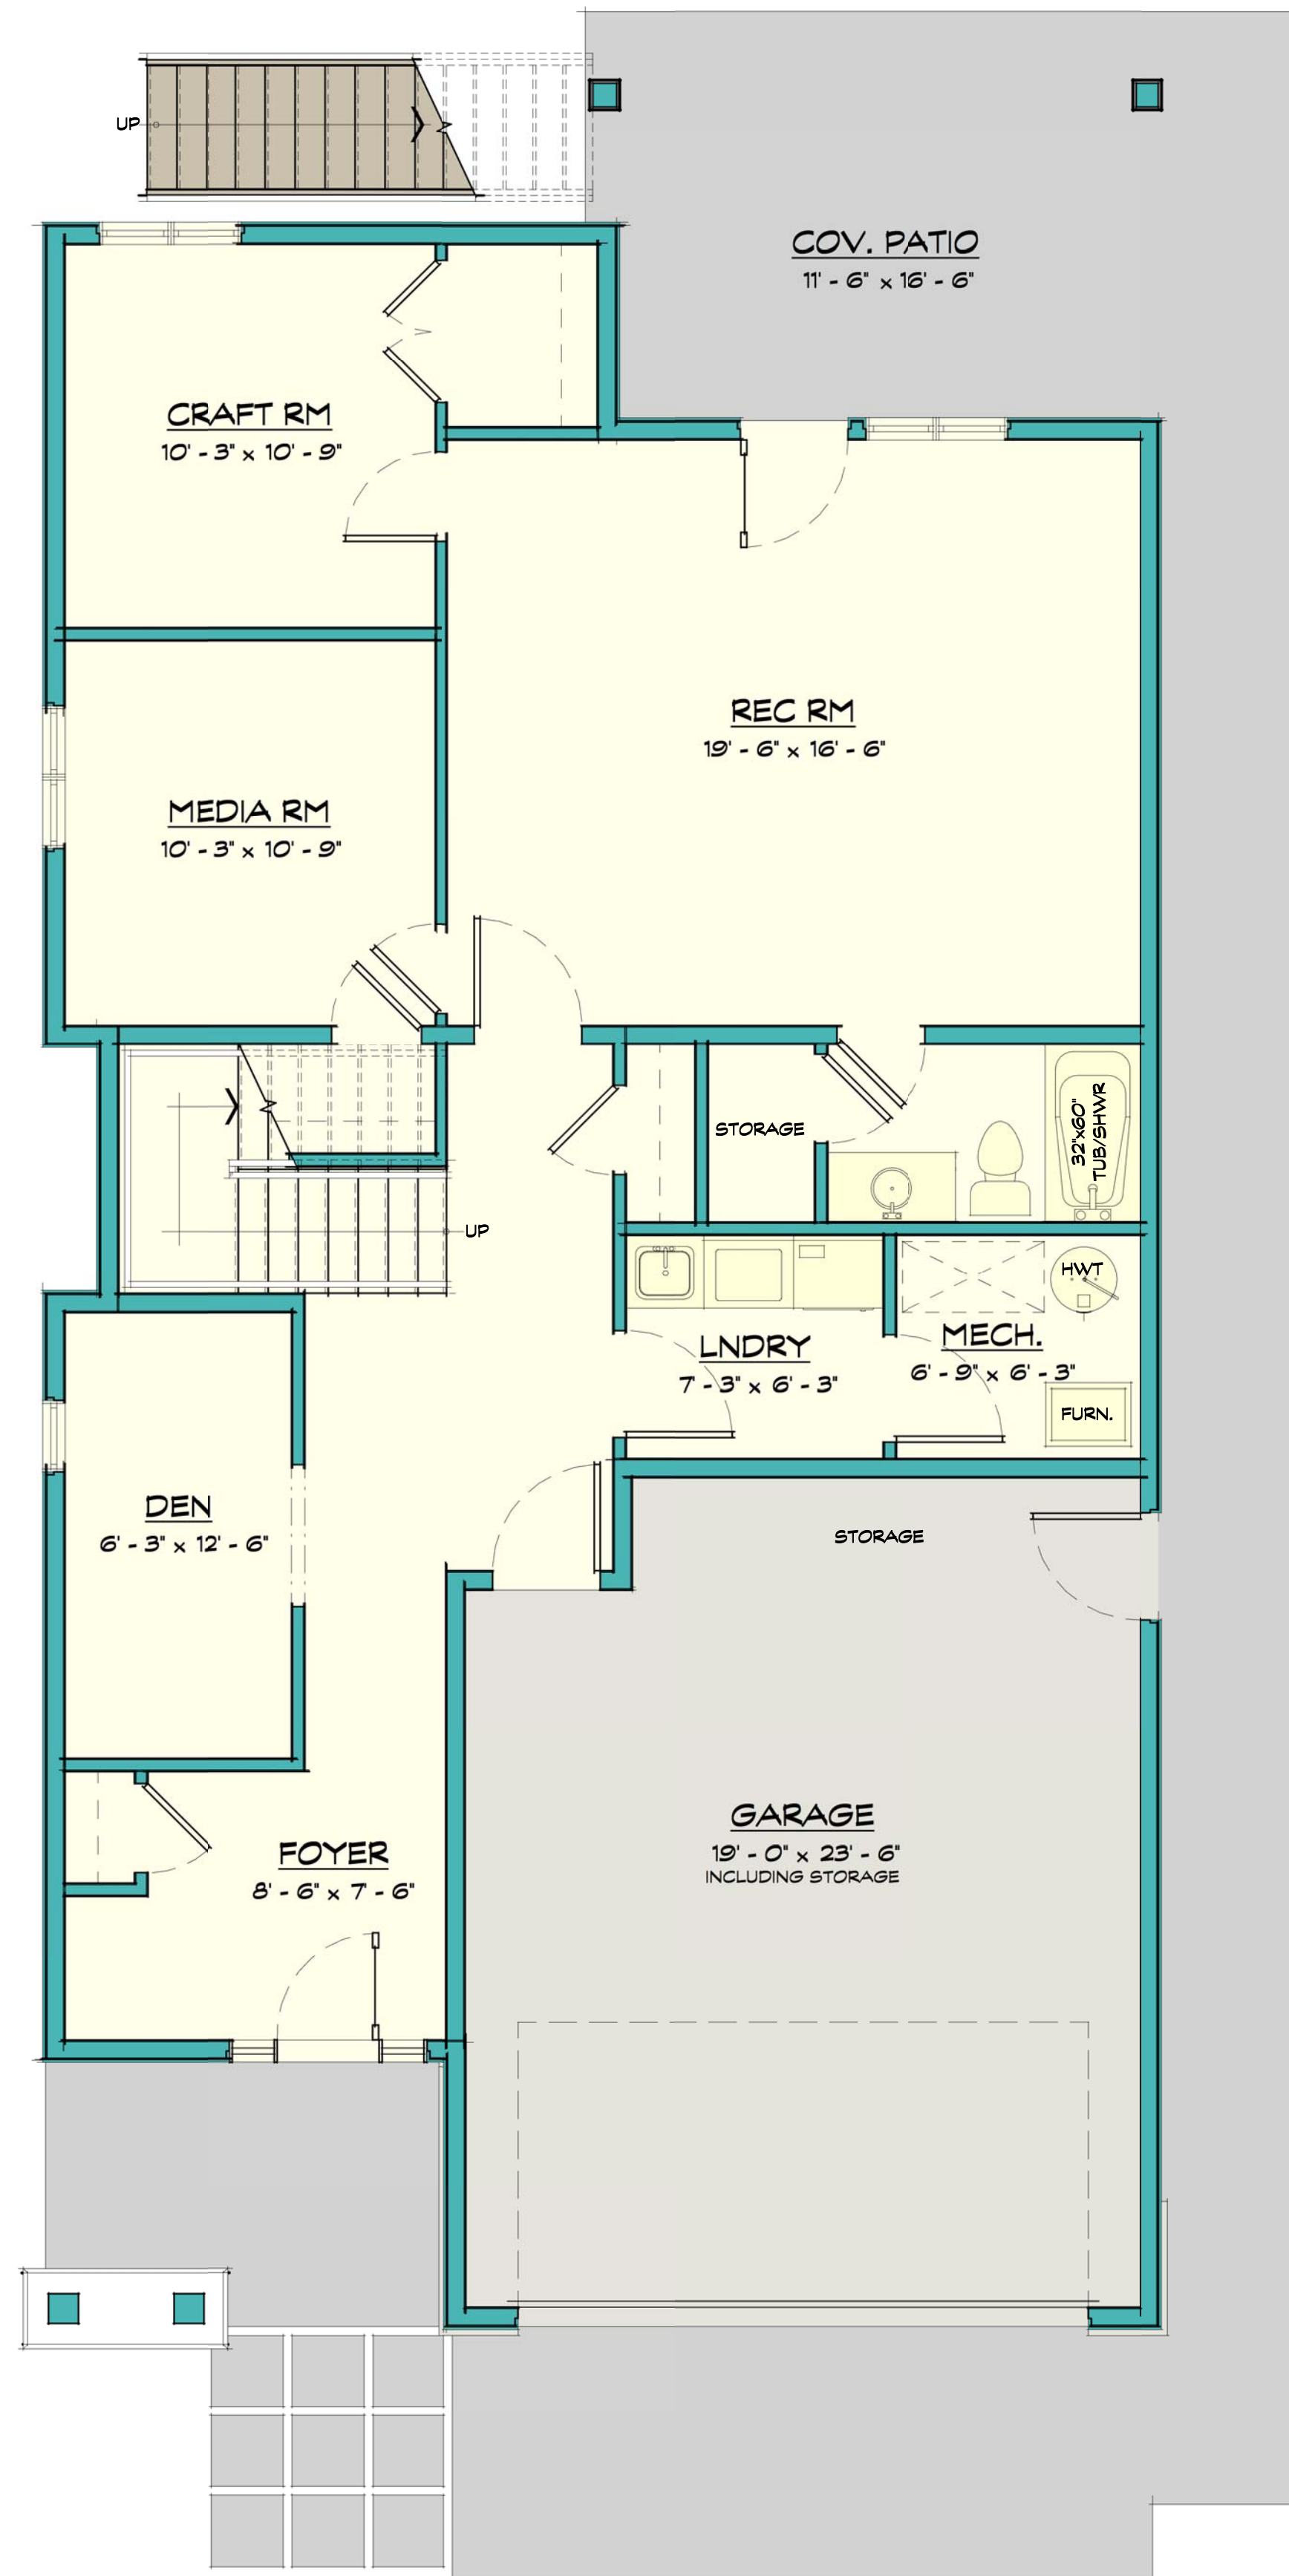 UP
COV. PATIO
11' - 6" x 16' - 6"
CRAFT RM
10' - 3" x 10' - 9"
REC RM
19' - 6" x 16' - 6"
MEDIA RM
10' - 3" x 10' - 9"
STORAGE
32"x60"
TUB/SHWR
UP
HWT
LNDRY
7' - 3" x 6' - 3"
MECH.
6' - 9" x 6' - 3"
FURN.
DEN
6' - 3" x 12' - 6"
STORAGE
GARAGE
19' - 0" x 23' - 6"
INCLUDING STORAGE
FOYER
8' - 6" x 7' - 6"